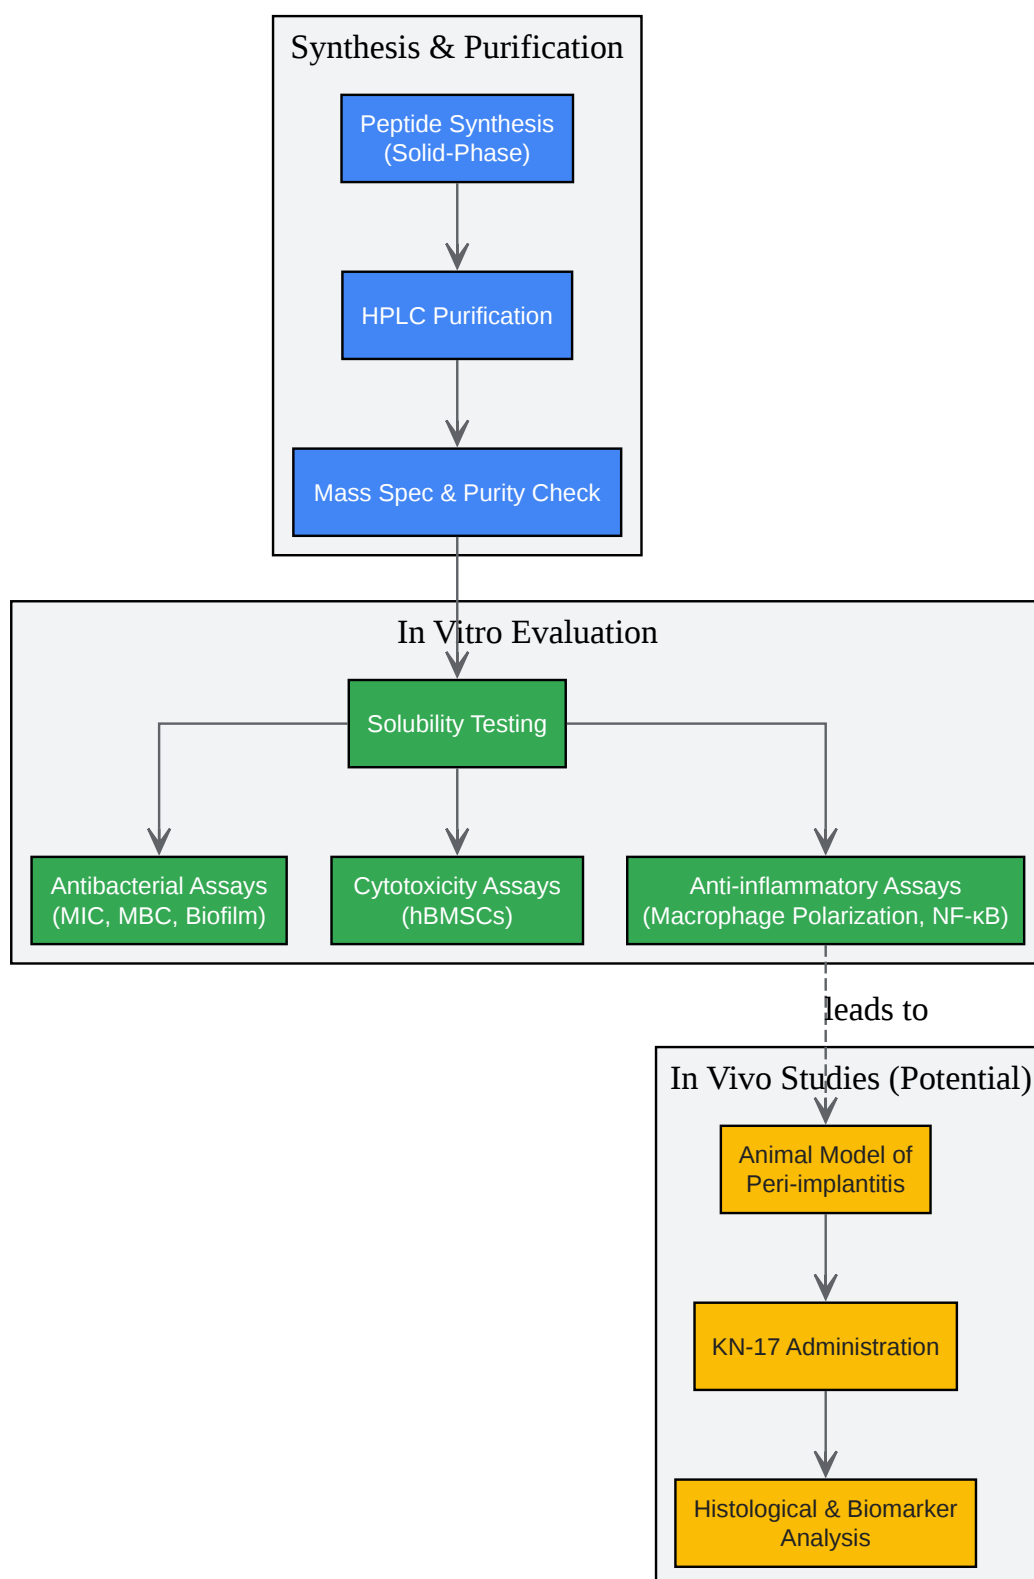 Synthesis & Purification
Peptide Synthesis
(Solid-Phase)
HPLC Purification
Mass Spec & Purity Check
In Vitro Evaluation
Solubility Testing
Antibacterial Assays
(MIC, MBC, Biofilm)
Cytotoxicity Assays
(hBMSCs)
Anti-inflammatory Assays
(Macrophage Polarization, NF-κB)
leads to
In Vivo Studies (Potential)
Animal Model of
Peri-implantitis
KN-17 Administration
Histological & Biomarker
Analysis